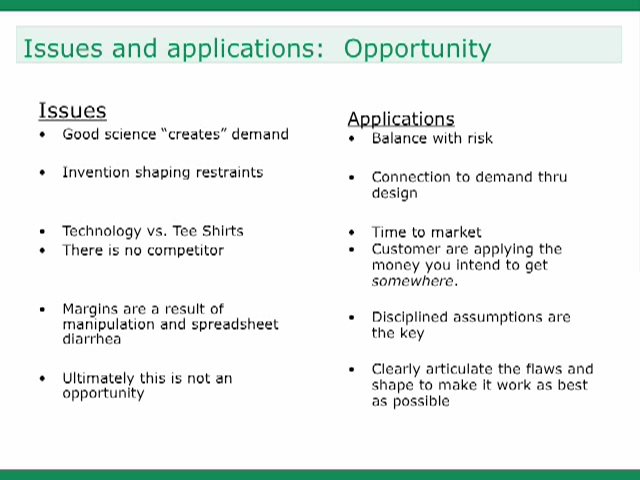 Issues and applications:  Opportunity
Issues
• Good science “creates” demand
• Invention shaping restraints
• Technology vs. Tee Shirts
• There is no competitor
• Margins are a result of
manipulation and spreadsheet
diarrhea
• Ultimately this is not an
opportunity
Applications
• Balance with risk
• Connection to demand thru
design
• Time to market
• Customer are applying the
money you intend to get
somewhere.
• Disciplined assumptions are
the key
• Clearly articulate the flaws and
shape to make it work as best
as possible